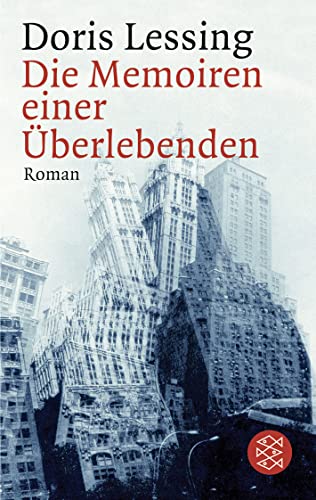 Doris Lessing
Die Memoiren
einer
Überlebenden
Roman